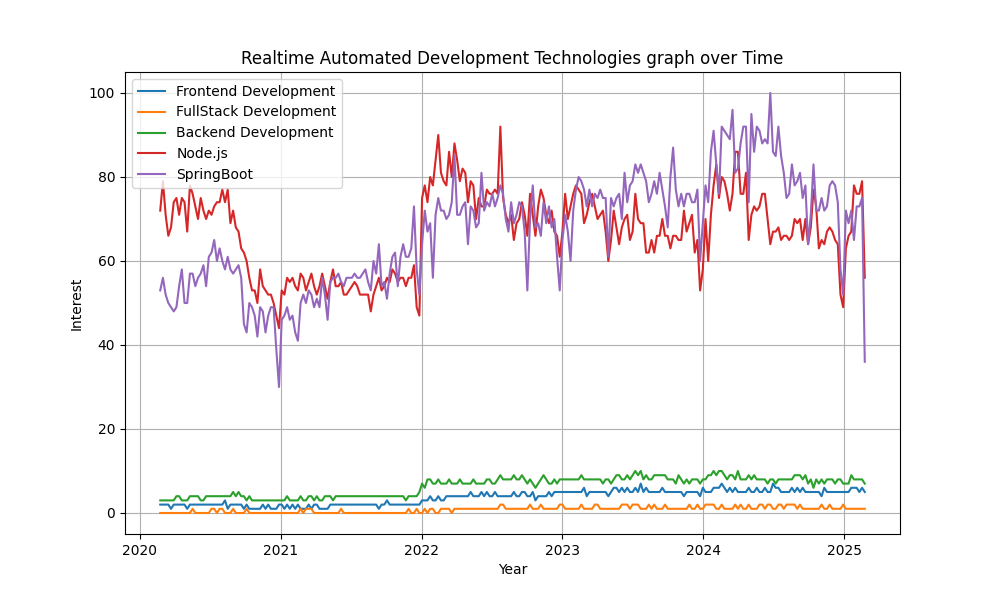 Realtime Automated Development Technologies graph over Time
Frontend Development
FullStack Development
Backend Development
Node.js
SpringBoot
100
80
60
40
20
0
Interest
2020 2021 2022 2023 2024 2025
Year